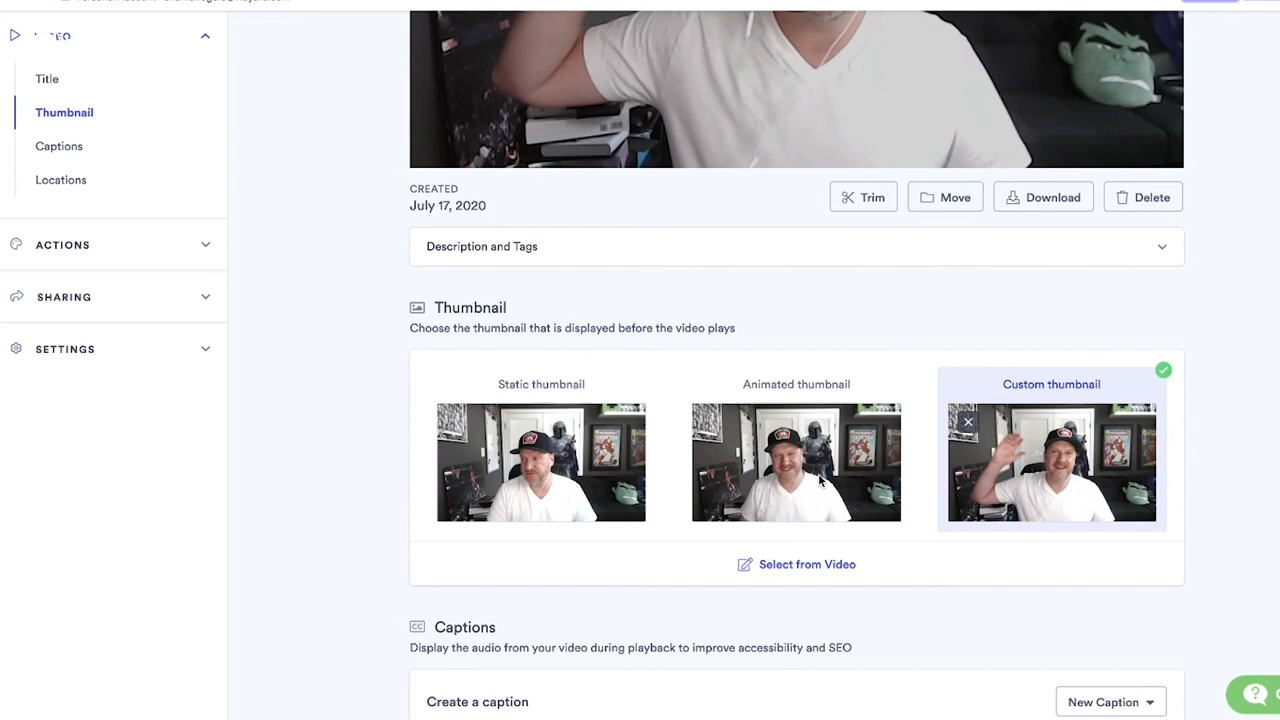 Title
Thumbnail
Captions
Locations
ACTIONS
SHARING
SETTINGS
CREATED
July 17, 2020
Trim
Move
Download
Delete
Description and Tags
Thumbnail
Choose the thumbnail that is displayed before the video plays
Static thumbnail
Animated thumbnail
Custom thumbnail
Select from Video
CC Captions
Display the audio from your video during playback to improve accessibility and SEO
Create a caption
New Caption